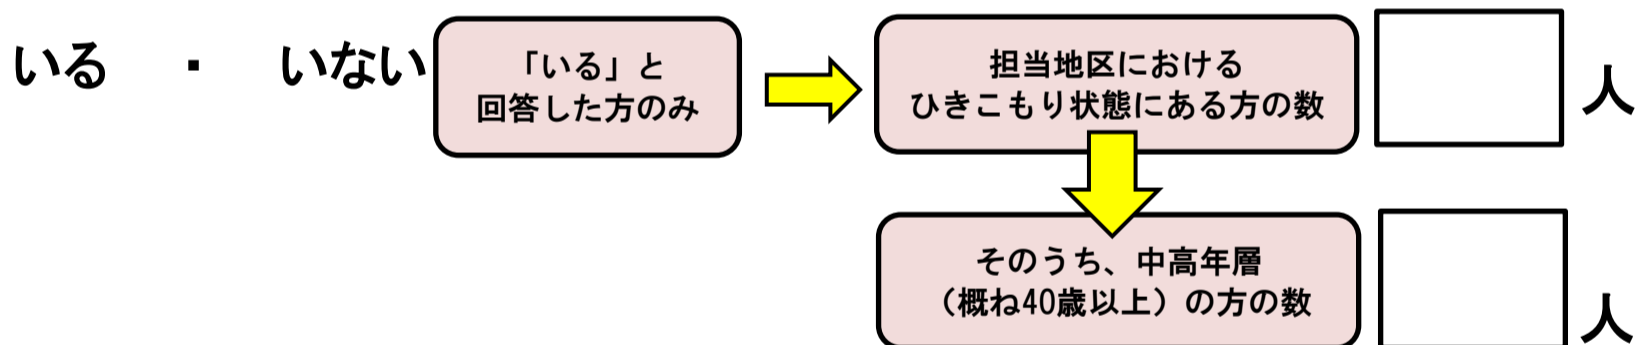 いる ・ いない
「いる」と
回答した方のみ
担当地区における
ひきこもり状態にある方の数
人
そのうち、中高年層
（概ね40歳以上）の方の数
人